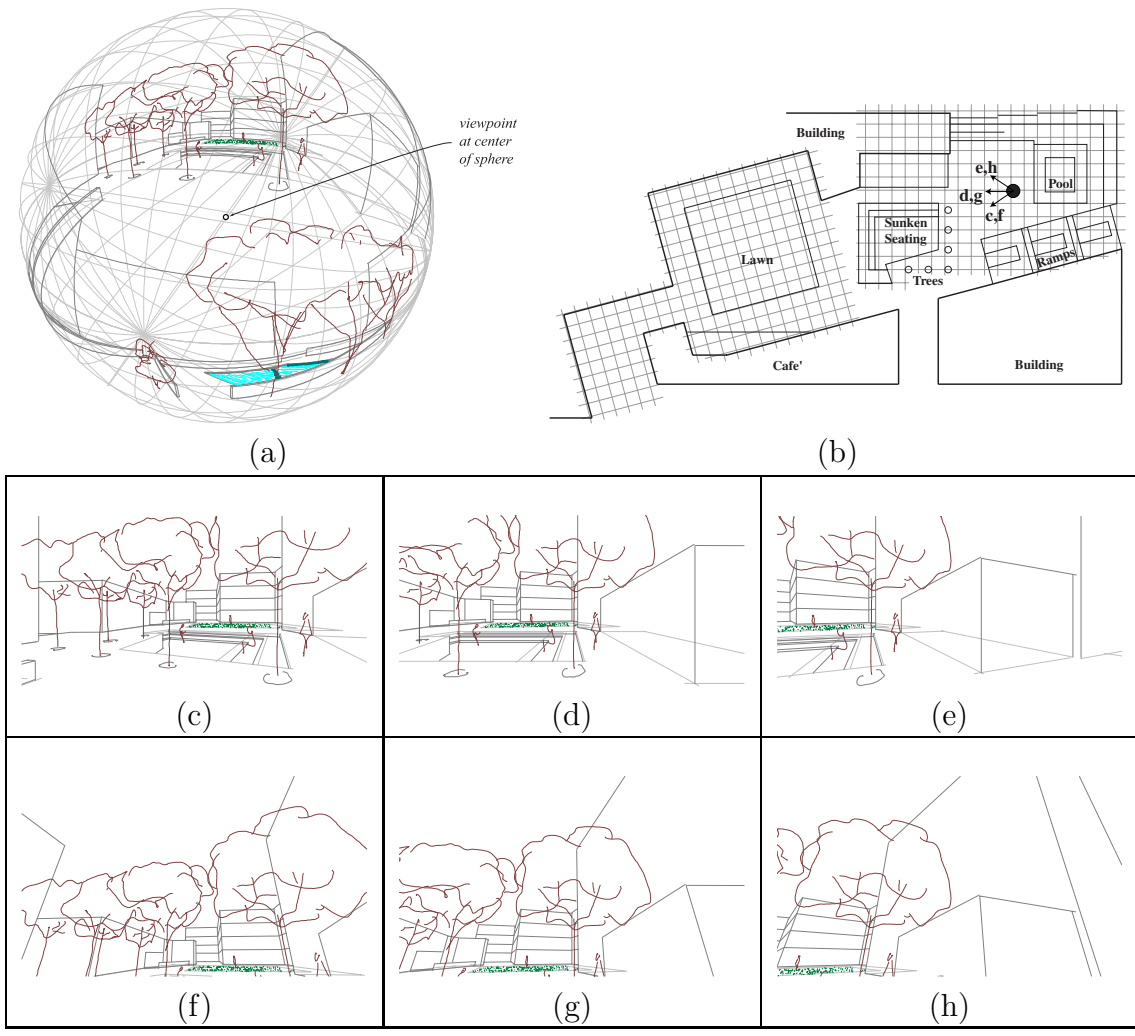 viewpoint
at center
of sphere
(a)
Building
e,h
Pool
d,g
c,f
Sunken
Seating
Ramps
Lawn
Trees
Cafe'
Building
(b)
(c)
(d)
(e)
(f)
(g)
(h)